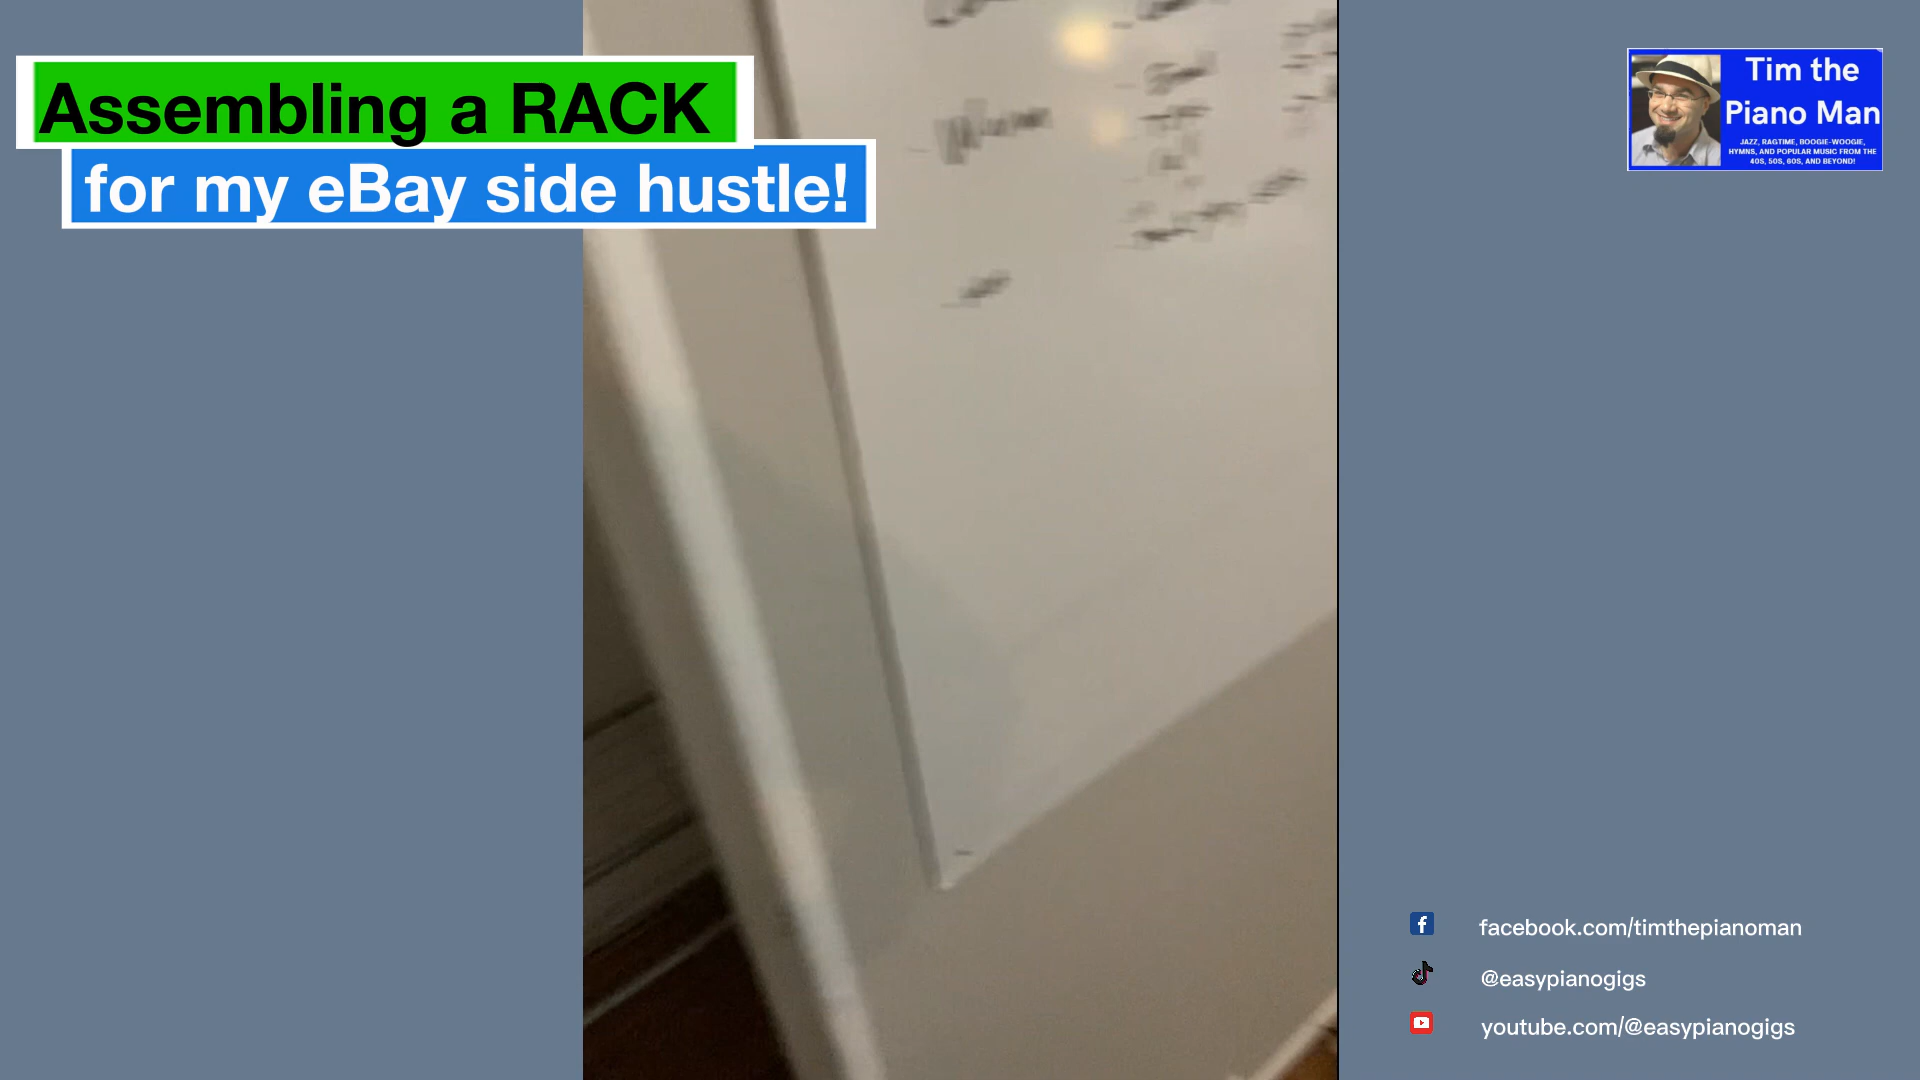 Assembling a RACK
for my eBay side hustle!
Tim the
Piano Man
JAZZ, RAGTIME, BOOGIE-WOOGIE,
HYMNS, AND POPULAR MUSIC FROM THE
40S, 50S, 60S, AND BEYOND!
facebook.com/timthepianoman
@easypianogigs
youtube.com/@easypianogigs